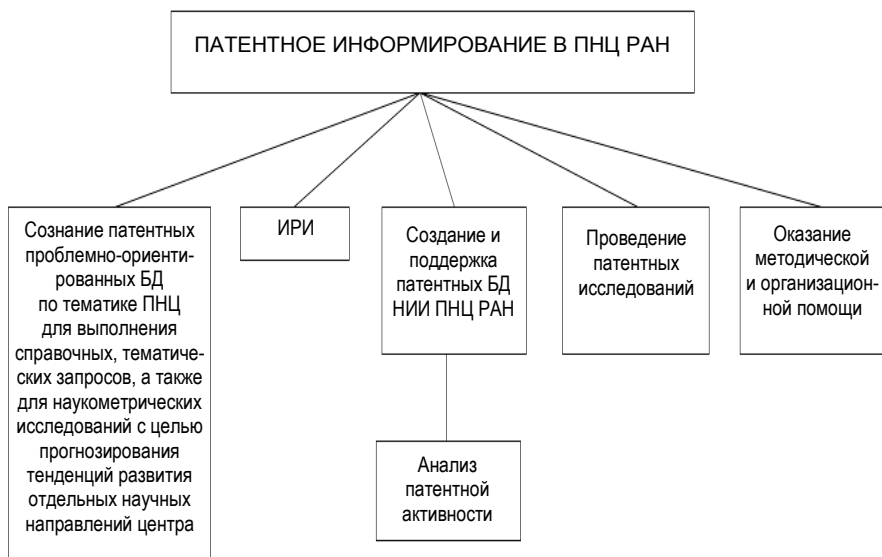 ПАТЕНТНОЕ ИНФОРМИРОВАНИЕ В ПНЦ РАН
Сознание патентных
проблемно-ориенти-
рованных БД
по тематике ПНЦ
для выполнения
справочных, тематиче-
ских запросов, а также
для наукометрических
исследований с целью
прогнозирования
тенденций развития
отдельных научных
направлений центра
ИРИ
Создание и
поддержка
патентных БД
НИИ ПНЦ РАН
Проведение
патентных
исследований
Оказание
методической
и организацион-
ной помощи
Анализ
патентной
активности